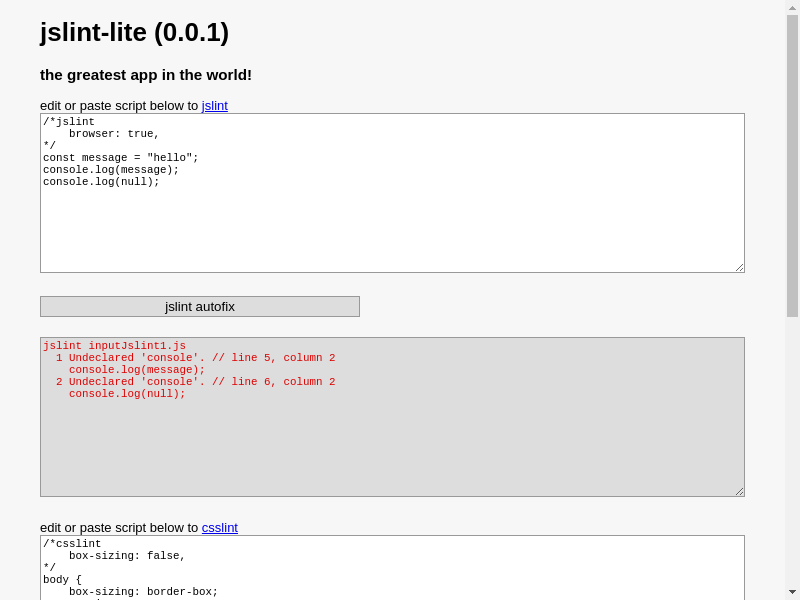 jslint-lite (0.0.1)
the greatest app in the world!
edit or paste script below to jslint
/*jslint
    browser: true,
*/
const message = "hello";
console.log(message);
console.log(null);
jslint autofix
jslint inputJslint1.js
  1 Undeclared 'console'. // line 5, column 2
    console.log(message);
  2 Undeclared 'console'. // line 6, column 2
    console.log(null);
edit or paste script below to csslint
/*csslint
    box-sizing: false,
*/
body {
    box-sizing: border-box;